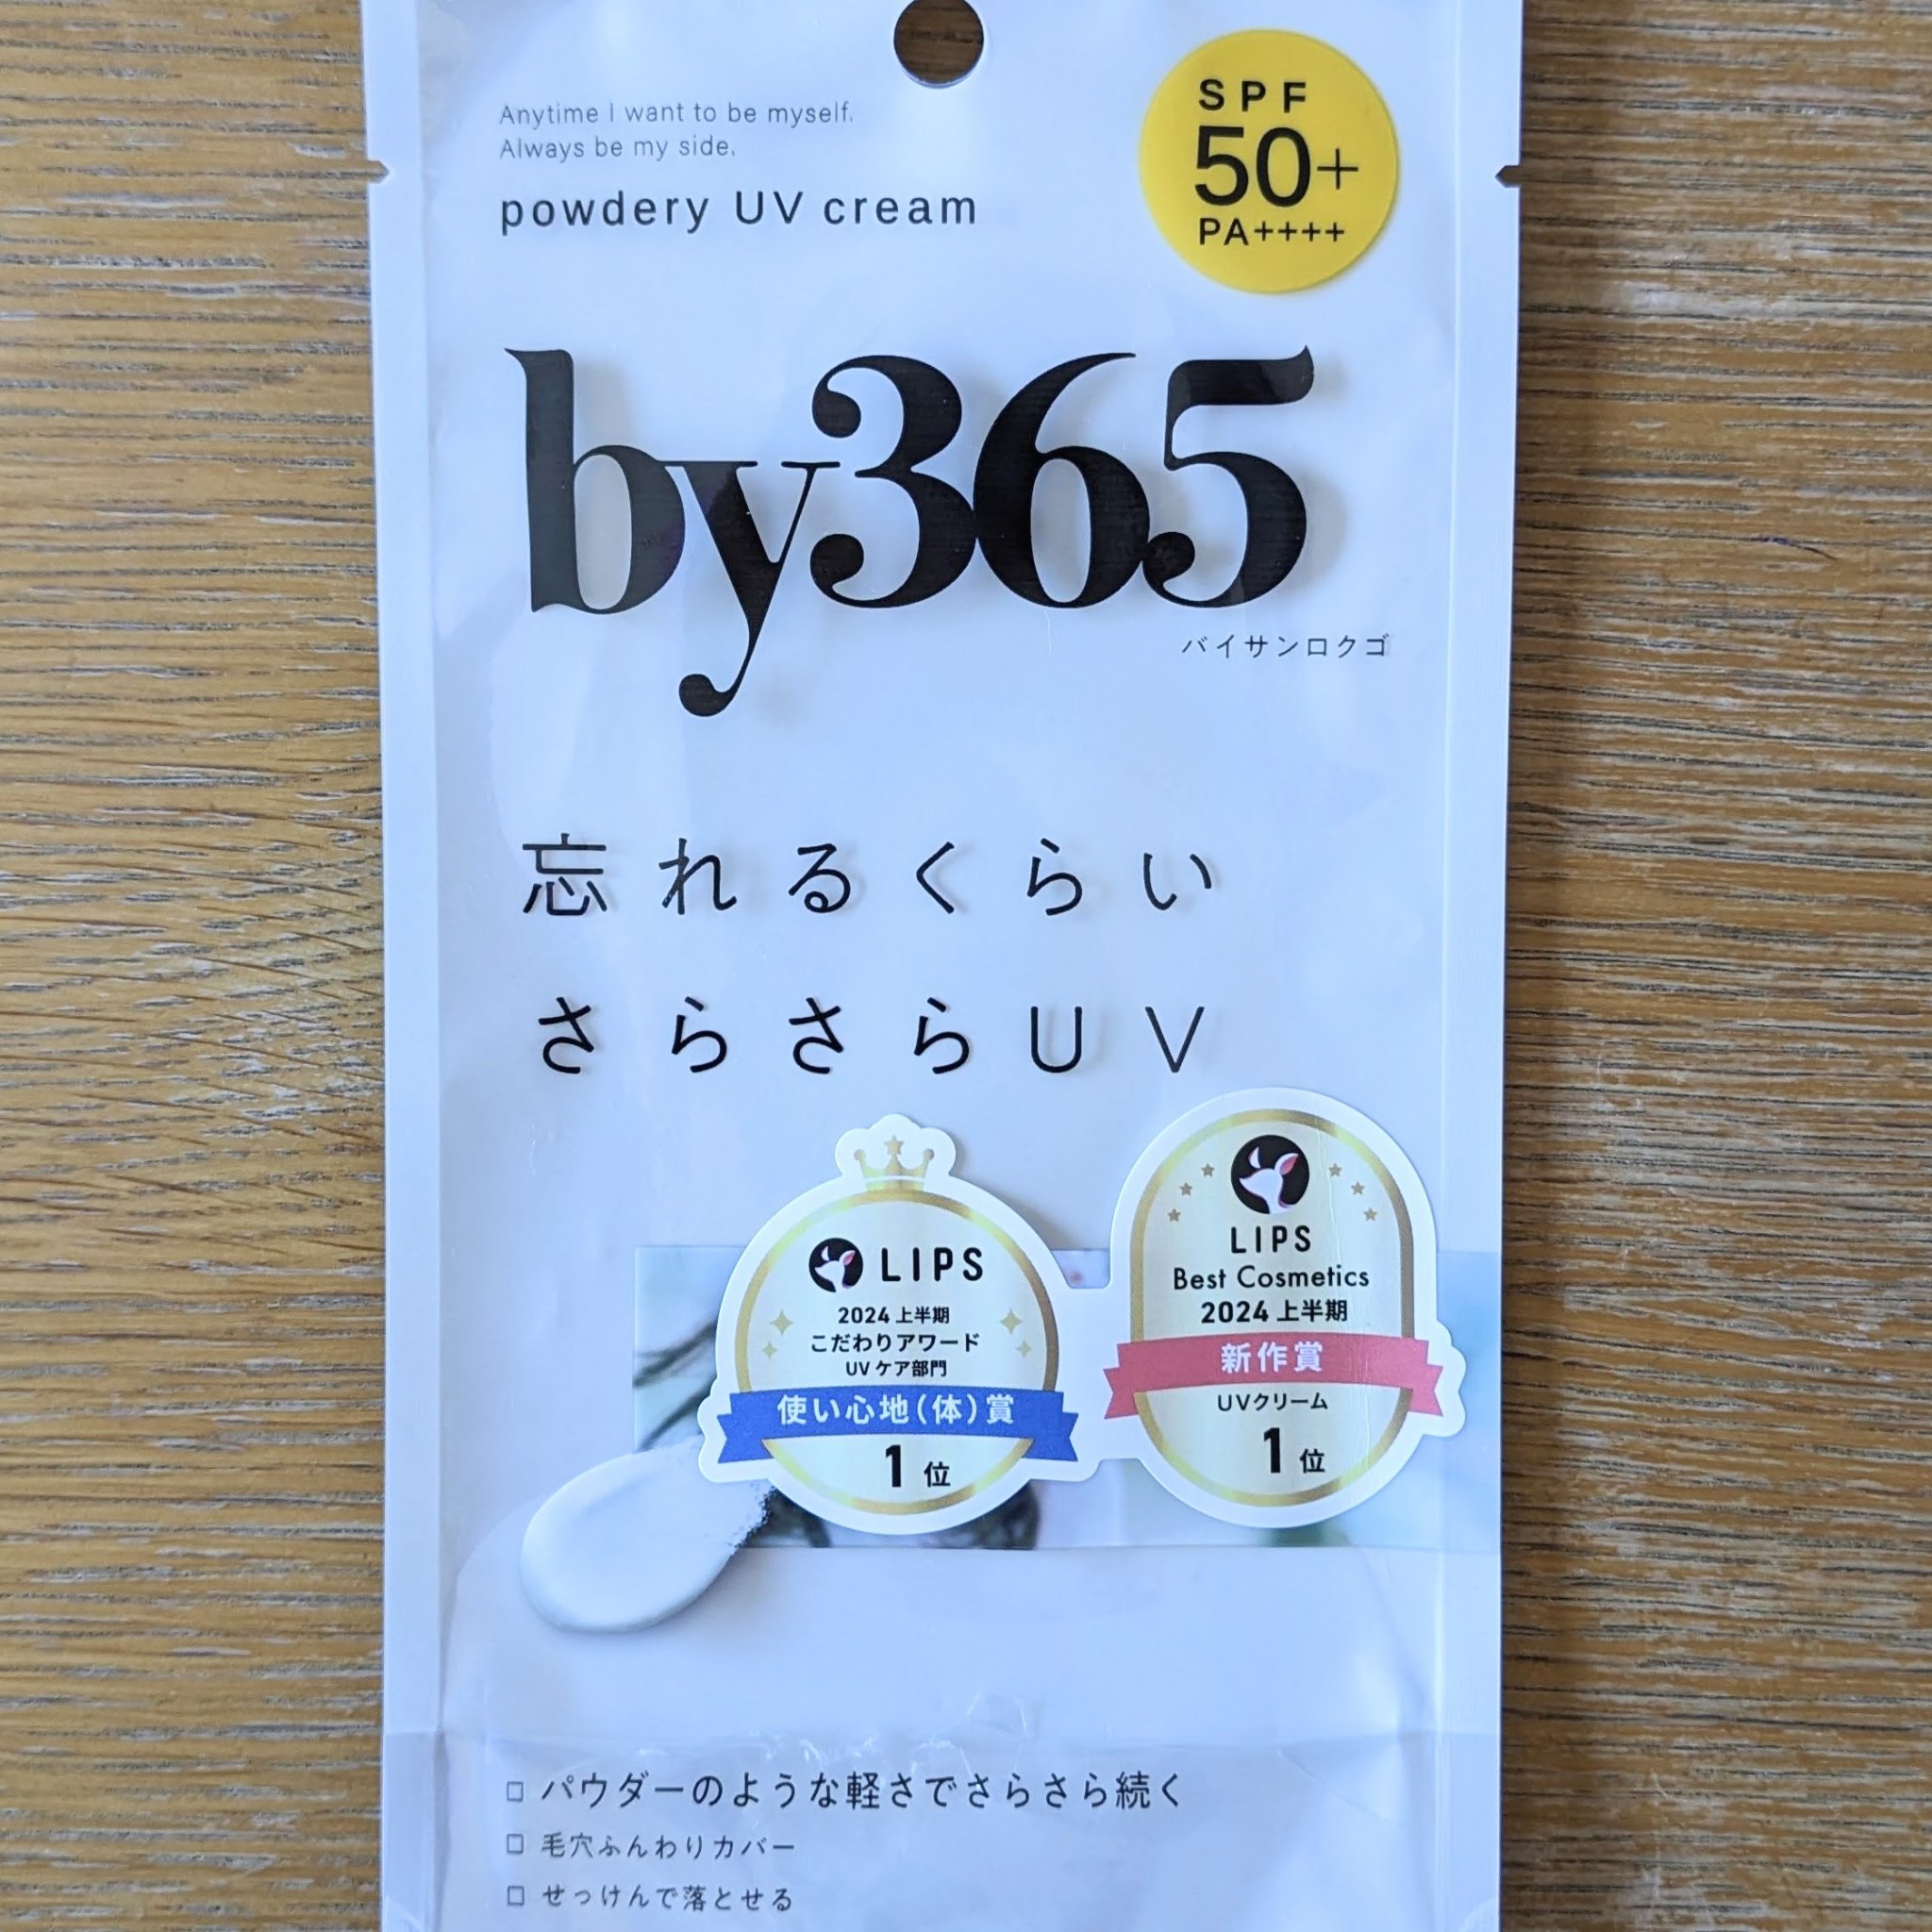 Anytime I want to be myself.
Always be my side.
powdery UV cream
SPF
50+
PA++++
by365
バイサンロクゴ
忘れるくらい
さらさらUV
LIPS
2024 上半期
こだわりアワード
UV ケア部門
使い心地(体)賞
1 位
LIPS
Best Cosmetics
2024 上半期
新作賞
UVクリーム
1 位
□ パウダーのような軽さでさらさら続く
□ 毛穴ふんわりカバー
□ せっけんで落とせる